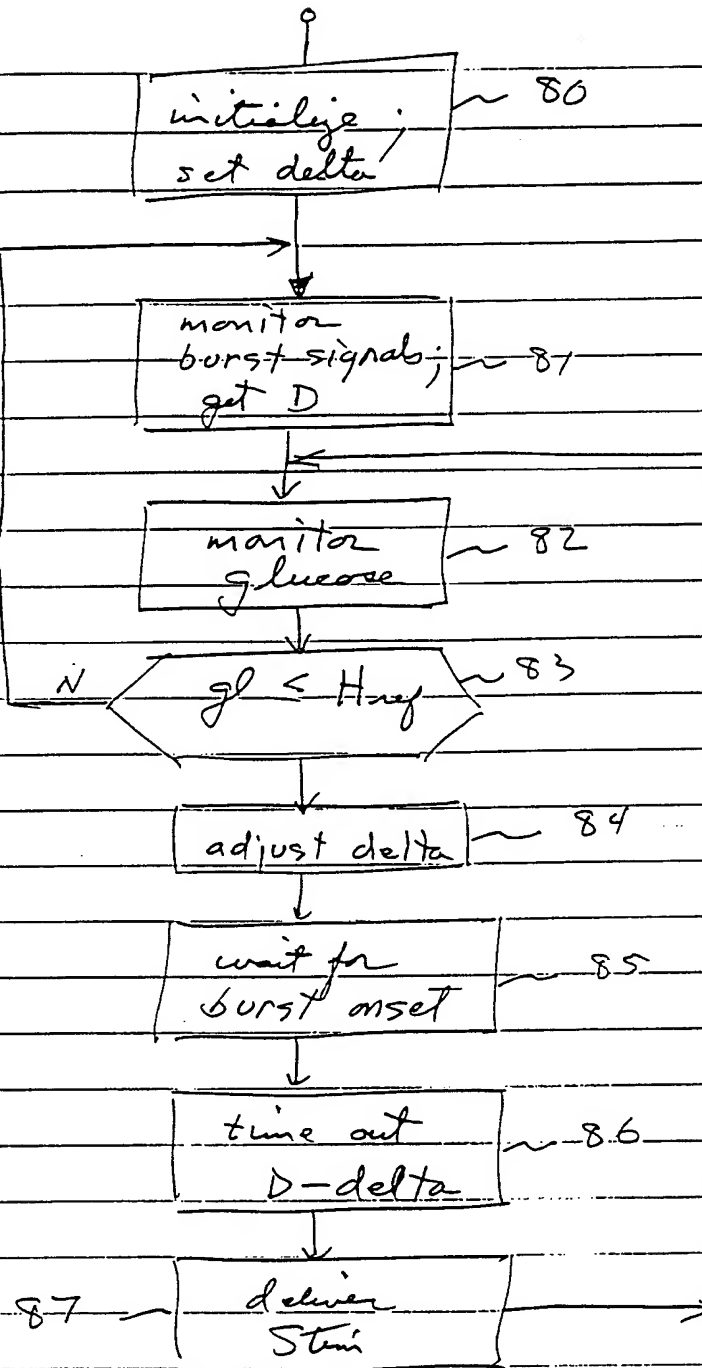 initialize; 80
set delta
monitor
burst signals; 81
get D
monitor 82
glucose
N gl < Href 83
adjust delta 84
wait for 85
burst onset
time out 86
D-delta
87 deliver
Stim